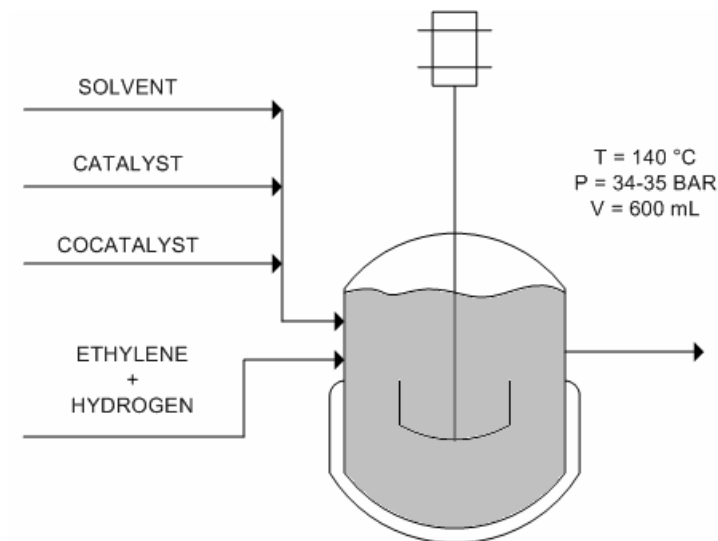 SOLVENT
CATALYST
COCATALYST
ETHYLENE
+
HYDROGEN
T = 140 °C
P = 34-35 BAR
V = 600 mL